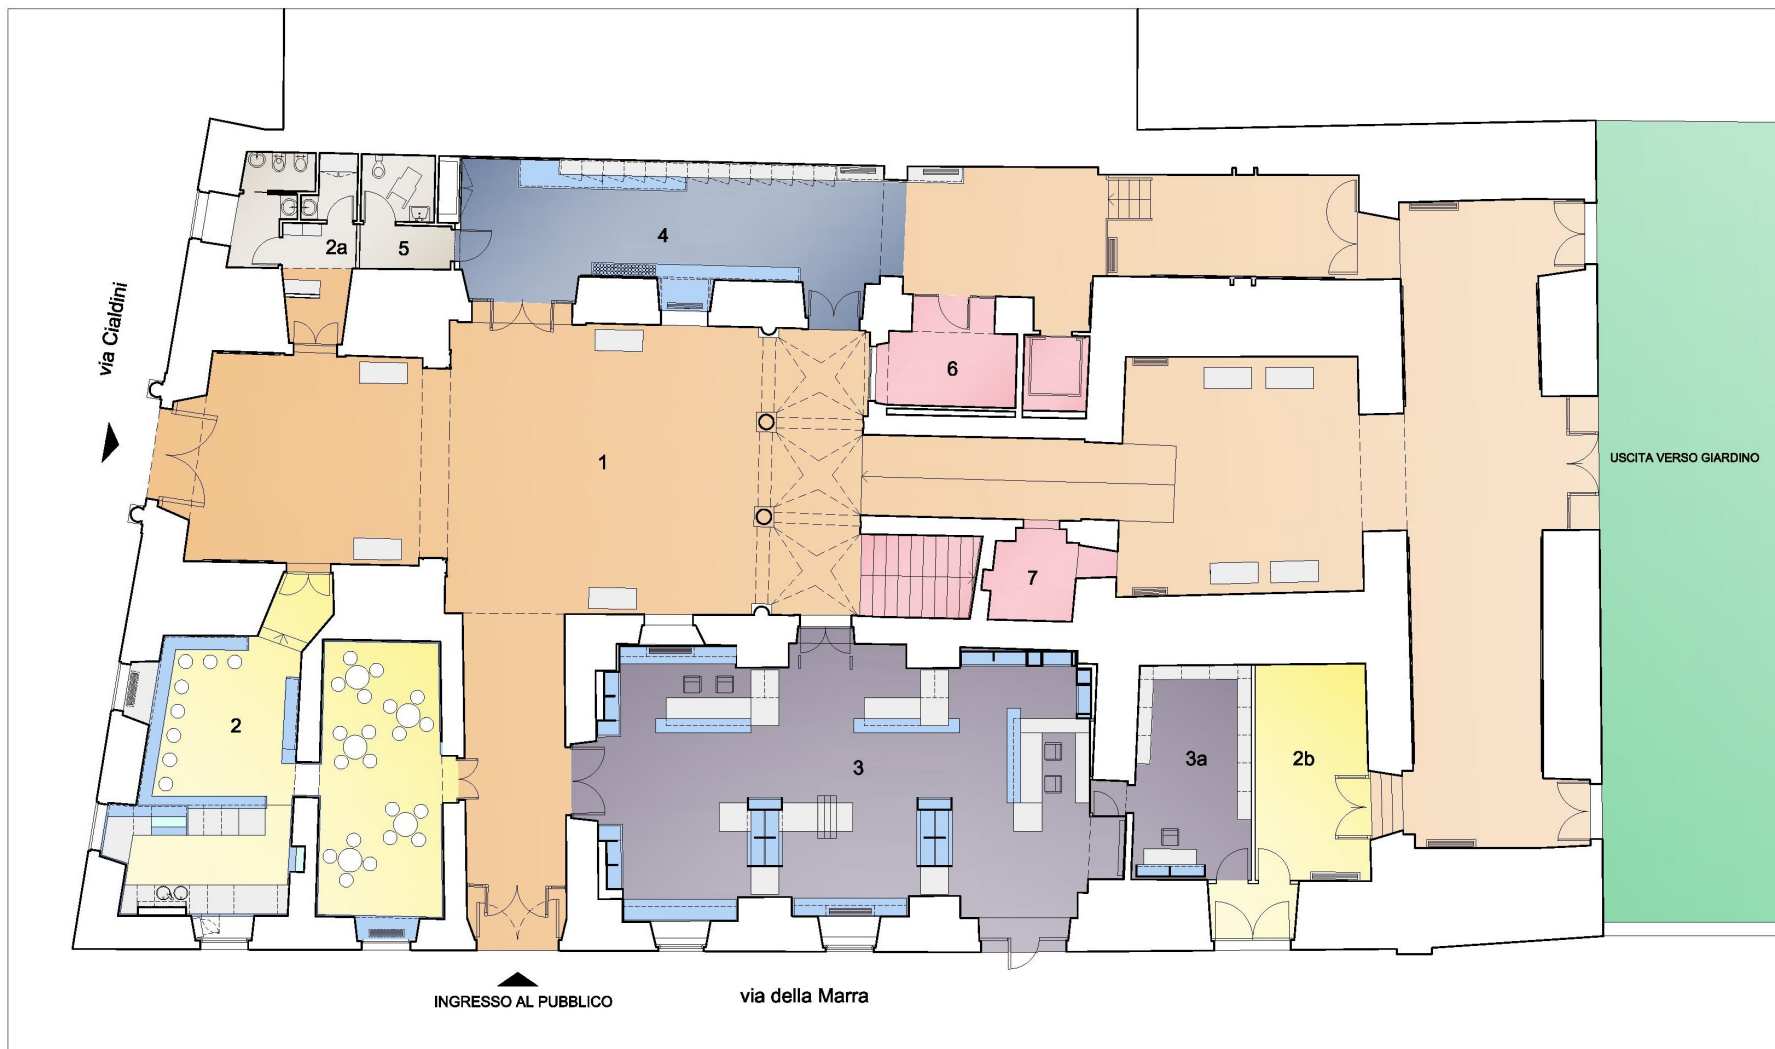 2a
5
4
via Cialdini
6
1
USCITA VERSO GIARDINO
7
2
3
3a
2b
INGRESSO AL PUBBLICO
via della Marra